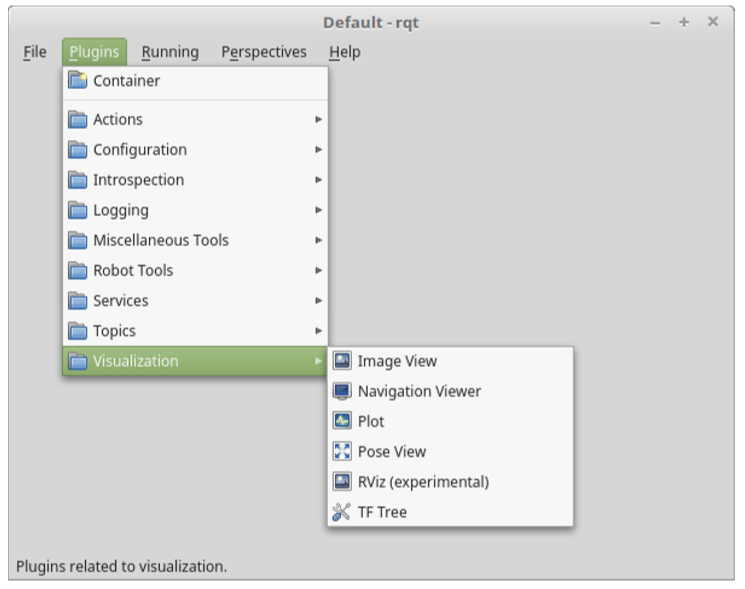 Default - rqt
File Plugins Running Perspectives Help
Container
Actions
Configuration
Introspection
Logging
Miscellaneous Tools
Robot Tools
Services
Topics
Visualization
Image View
Navigation Viewer
Plot
Pose View
RViz (experimental)
TF Tree
Plugins related to visualization.